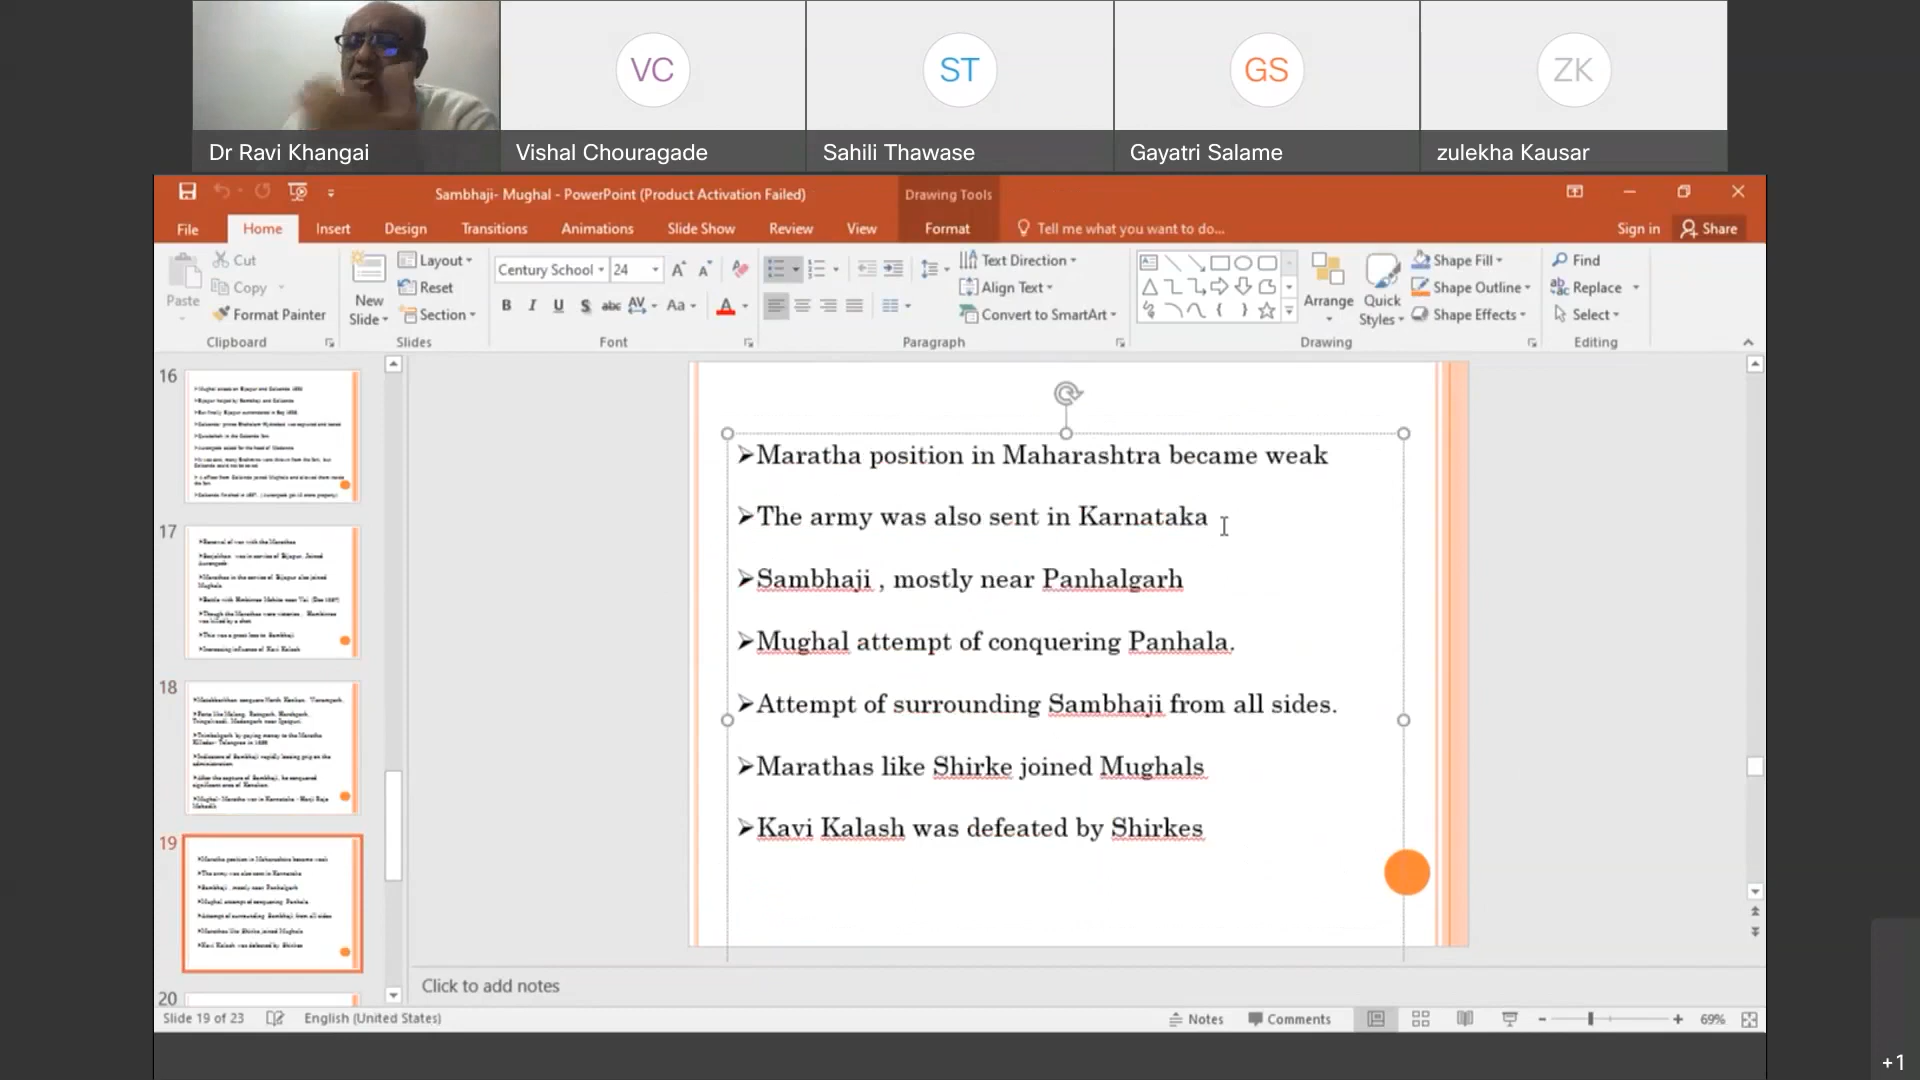 VC
ST
GS
ZK
Dr Ravi Khangai
Vishal Chouragade
Sahili Thawase
Gayatri Salame
zulekha Kausar
Sambhaji- Mughal - PowerPoint (Product Activation Failed)
Drawing Tools
File Home Insert Design Transitions Animations Slide Show Review View Format Tell me what you want to do... Sign in Share
Paste
Cut
Copy
Format Painter
Clipboard
New Slide
Layout
Reset
Section
Slides
Century School 24
B I U S abc AV Aa A
Font
Text Direction
Align Text
Convert to SmartArt
Paragraph
Arrange
Quick Styles
Shape Fill
Shape Outline
Shape Effects
Drawing
Find
Replace
Select
Editing
16
17
18
19
20
➢Maratha position in Maharashtra became weak
➢The army was also sent in Karnataka
➢Sambhaji , mostly near Panhalgarh
➢Mughal attempt of conquering Panhala.
➢Attempt of surrounding Sambhaji from all sides.
➢Marathas like Shirke joined Mughals
➢Kavi Kalash was defeated by Shirkes
Click to add notes
Slide 19 of 23 English (United States) Notes Comments 69%
+1